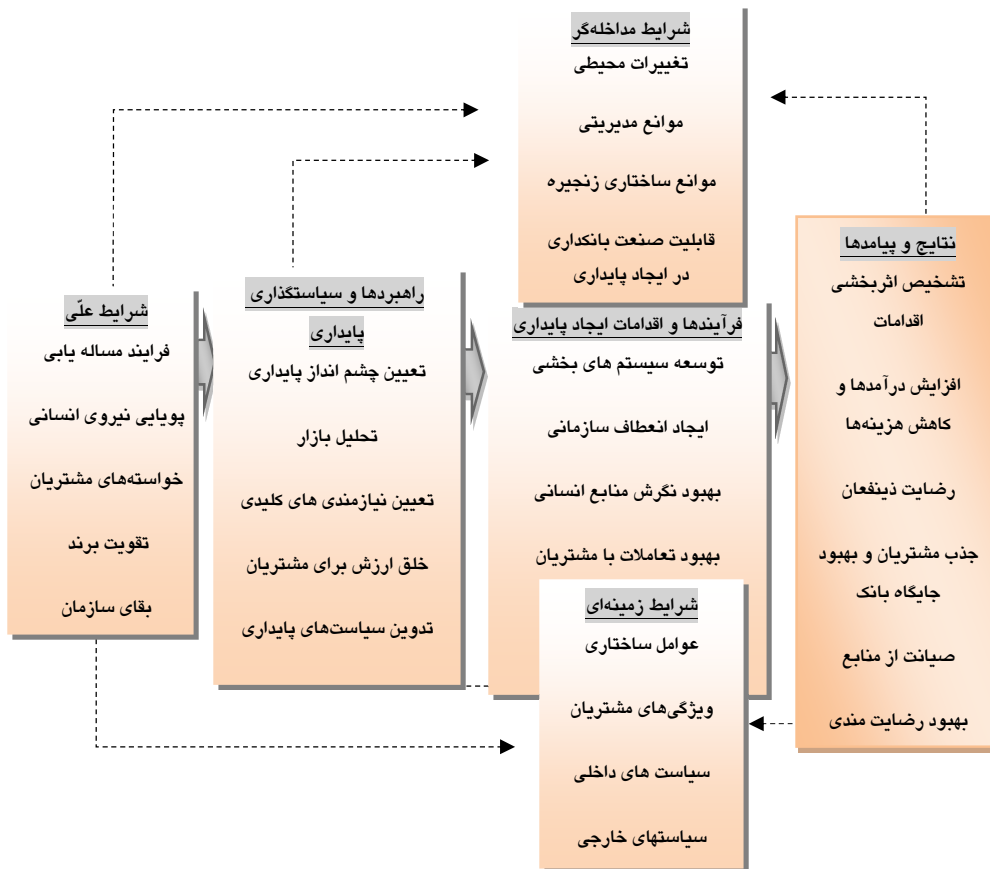 شرایط مداخله‌گر
تغییرات محیطی
موانع مدیریتی
موانع ساختاری زنجیره
قابلیت صنعت بانکداری
در ایجاد پایداری
شرایط علّی
فرایند مساله یابی
پویایی نیروی انسانی
خواسته‌های مشتریان
تقویت برند
بقای سازمان
راهبردها و سیاستگذاری
پایداری
تعیین چشم انداز پایداری
تحلیل بازار
تعیین نیازمندی های کلیدی
خلق ارزش برای مشتریان
تدوین سیاست‌های پایداری
فرآیندها و اقدامات ایجاد پایداری
توسعه سیستم های بخشی
ایجاد انعطاف سازمانی
بهبود نگرش منابع انسانی
بهبود تعاملات با مشتریان
شرایط زمینه‌ای
عوامل ساختاری
ویژگی‌های مشتریان
سیاست های داخلی
سیاستهای خارجی
نتایج و پیامدها
تشخیص اثربخشی
اقدامات
افزایش درآمدها و
کاهش هزینه‌ها
رضایت ذینفعان
جذب مشتریان و بهبود
جایگاه بانک
صیانت از منابع
بهبود رضایت مندی